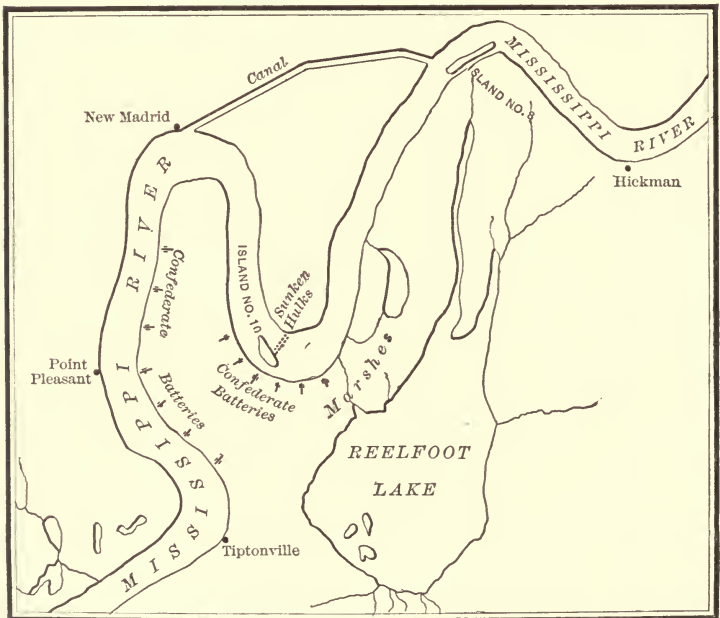 MISSISSIPPI
RIVER
Canal
ISLAND NO. 8
New Madrid
Hickman
MISSISSIPPI RIVER
Confederate
Batteries
ISLAND NO. 10
Sunken
Hulks
Confederate
Batteries
Marshes
Point
Pleasant
REELFOOT
LAKE
Tiptonville